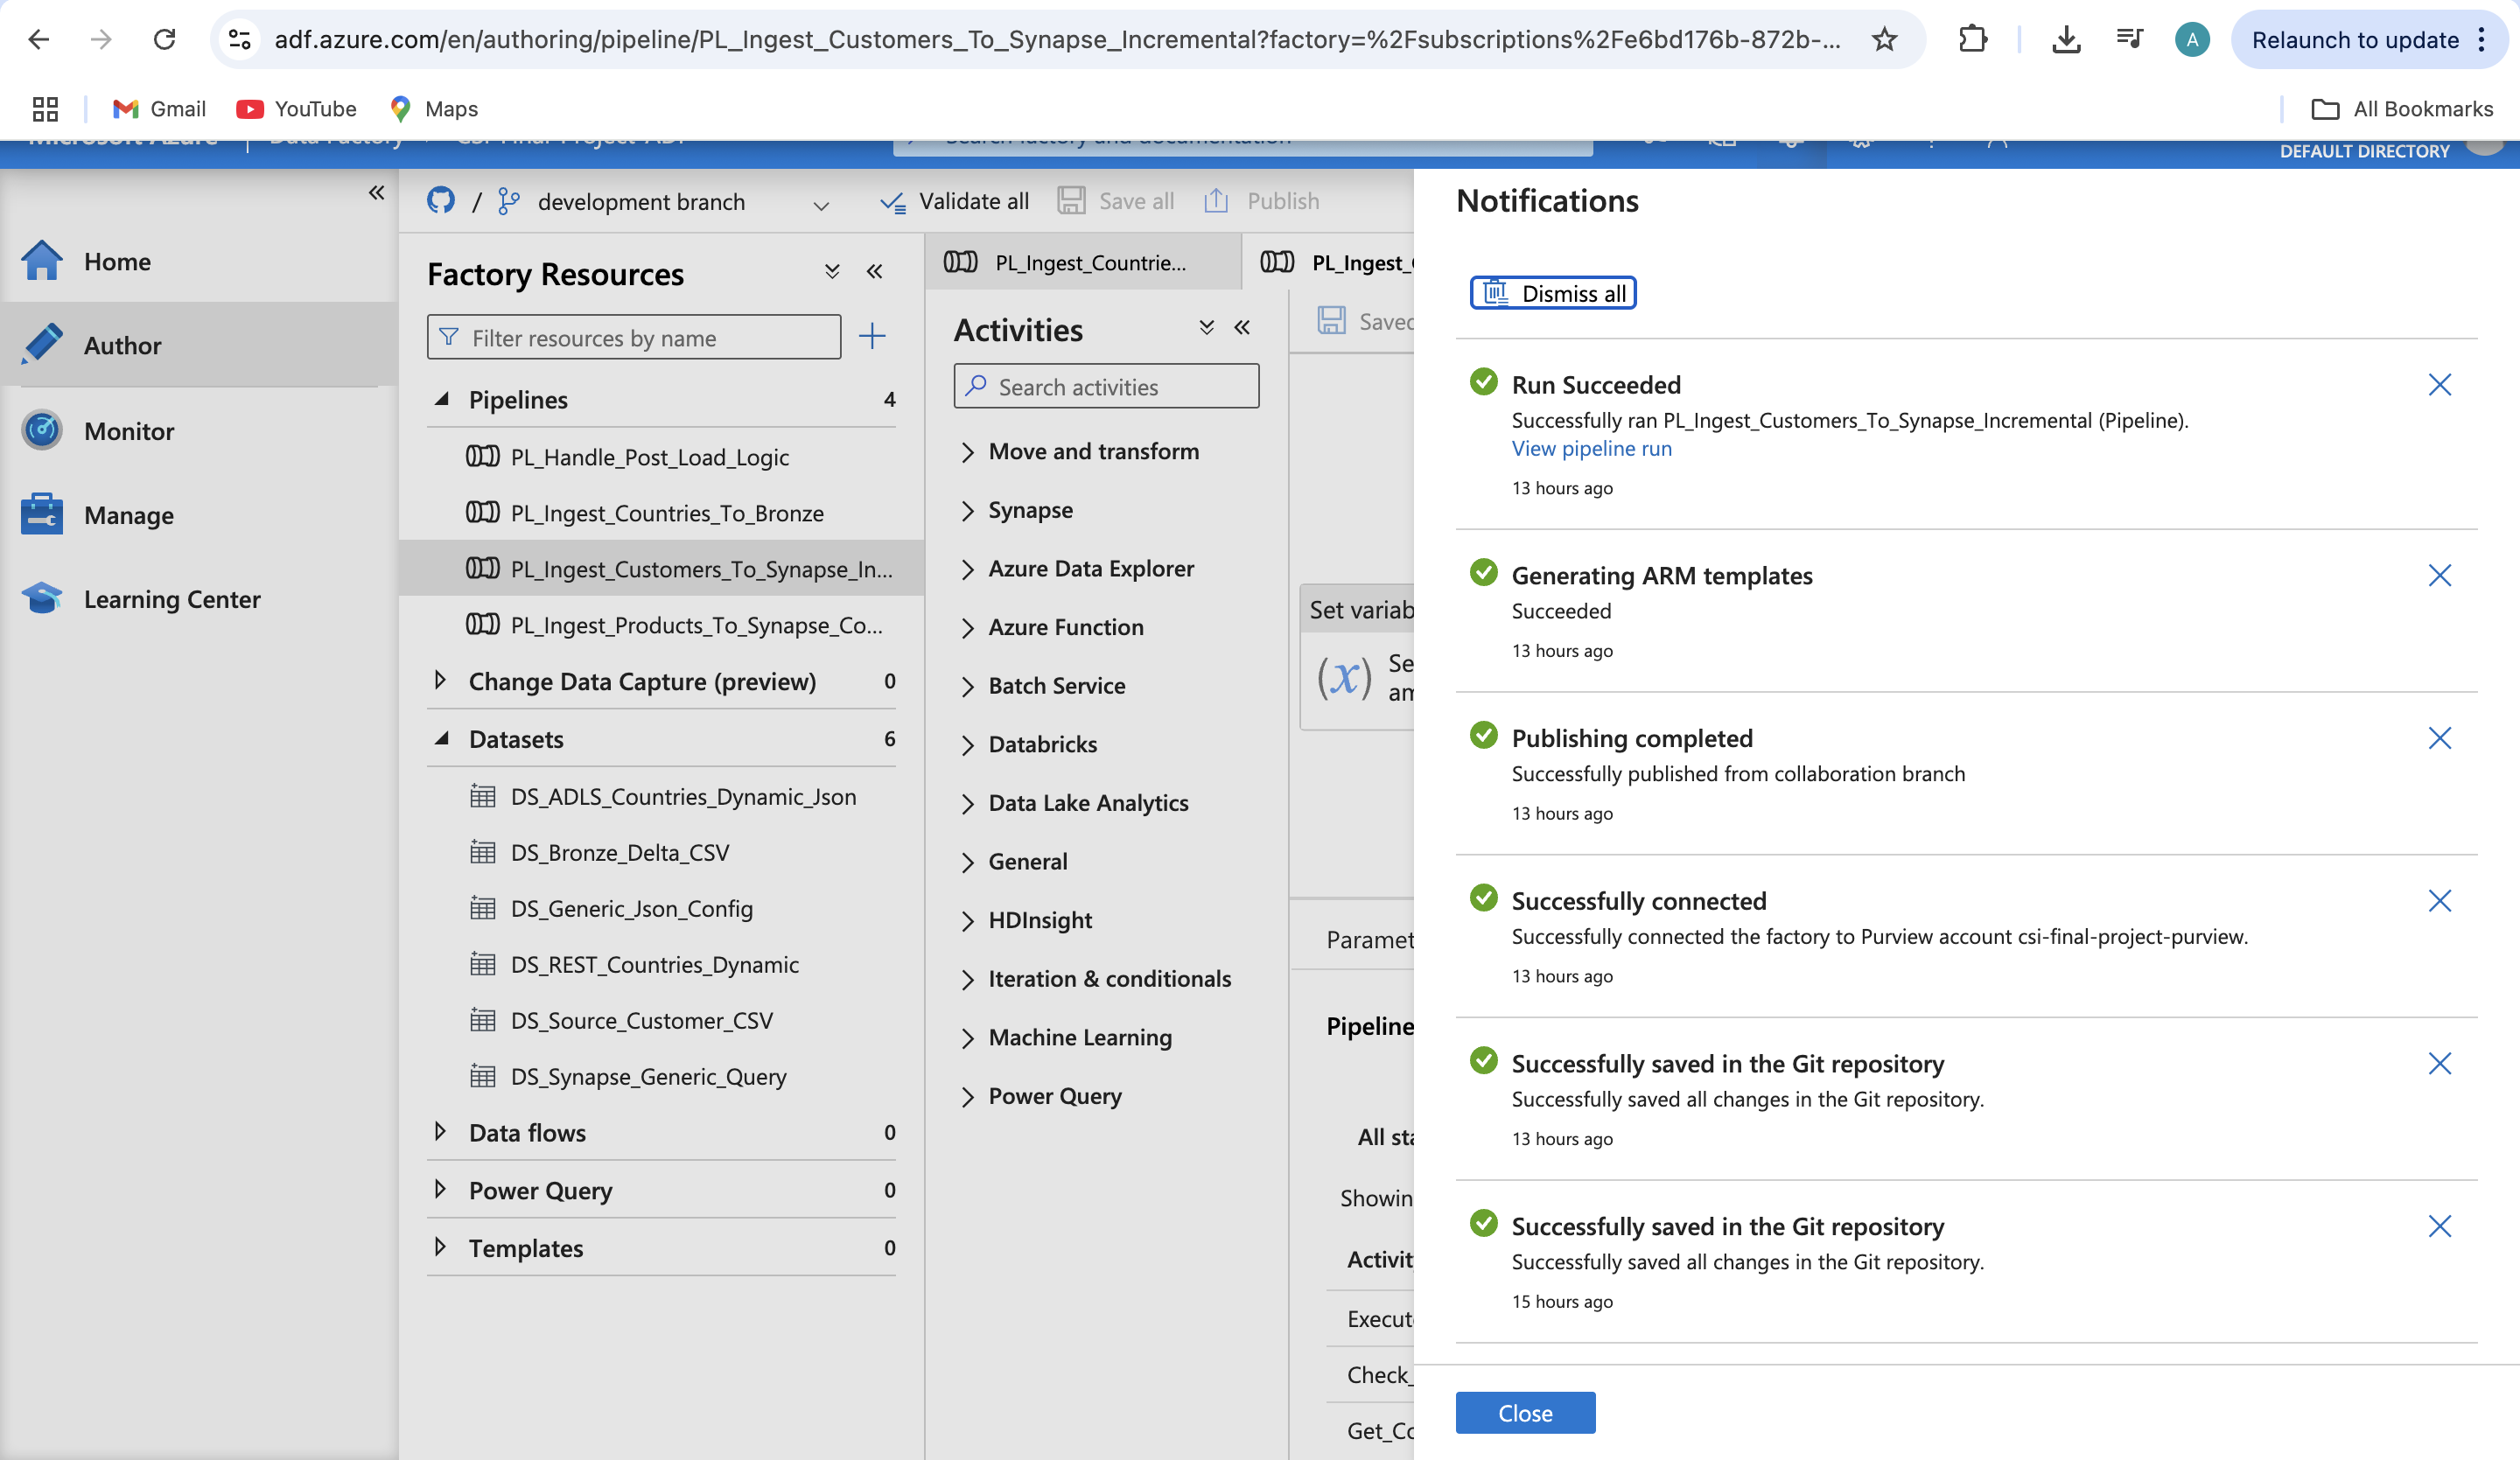 adf.azure.com/en/authoring/pipeline/PL_Ingest_Customers_To_Synapse_Incremental?factory=%2Fsubscriptions%2Fe6bd176b-872b-...
A
Relaunch to update
Gmail
YouTube
Maps
All Bookmarks
Microsoft Azure
Data Factory
Search factory and documentation
DEFAULT DIRECTORY
Home
Author
Monitor
Manage
Learning Center
/
development branch
Validate all
Save all
Publish
Factory Resources
Filter resources by name
Pipelines 4
PL_Handle_Post_Load_Logic
PL_Ingest_Countries_To_Bronze
PL_Ingest_Customers_To_Synapse_In...
PL_Ingest_Products_To_Synapse_Co...
Change Data Capture (preview) 0
Datasets 6
DS_ADLS_Countries_Dynamic_Json
DS_Bronze_Delta_CSV
DS_Generic_Json_Config
DS_REST_Countries_Dynamic
DS_Source_Customer_CSV
DS_Synapse_Generic_Query
Data flows 0
Power Query 0
Templates 0
PL_Ingest_Countrie...
PL_Ingest_
Activities
Search activities
Move and transform
Synapse
Azure Data Explorer
Azure Function
Batch Service
Databricks
Data Lake Analytics
General
HDInsight
Iteration & conditionals
Machine Learning
Power Query
Saved
Set variab
(x)
Se
am
Paramet
Pipeline
All sta
Showin
Activit
Execut
Check_
Get_Co
Notifications
Dismiss all
Run Succeeded
Successfully ran PL_Ingest_Customers_To_Synapse_Incremental (Pipeline).
View pipeline run
13 hours ago
Generating ARM templates
Succeeded
13 hours ago
Publishing completed
Successfully published from collaboration branch
13 hours ago
Successfully connected
Successfully connected the factory to Purview account csi-final-project-purview.
13 hours ago
Successfully saved in the Git repository
Successfully saved all changes in the Git repository.
13 hours ago
Successfully saved in the Git repository
Successfully saved all changes in the Git repository.
15 hours ago
Close